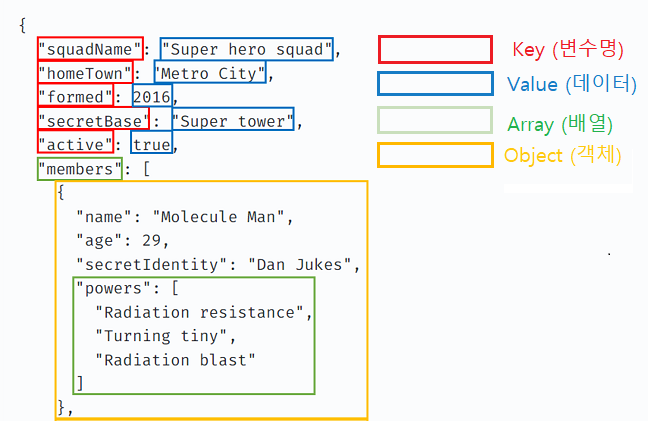 {
"squadName": "Super hero squad",
"homeTown": "Metro City",
"formed": 2016,
"secretBase": "Super tower",
"active": true,
"members": [
{
"name": "Molecule Man",
"age": 29,
"secretIdentity": "Dan Jukes",
"powers": [
"Radiation resistance",
"Turning tiny",
"Radiation blast"
]
},
Key (변수명)
Value (데이터)
Array (배열)
Object (객체)
.